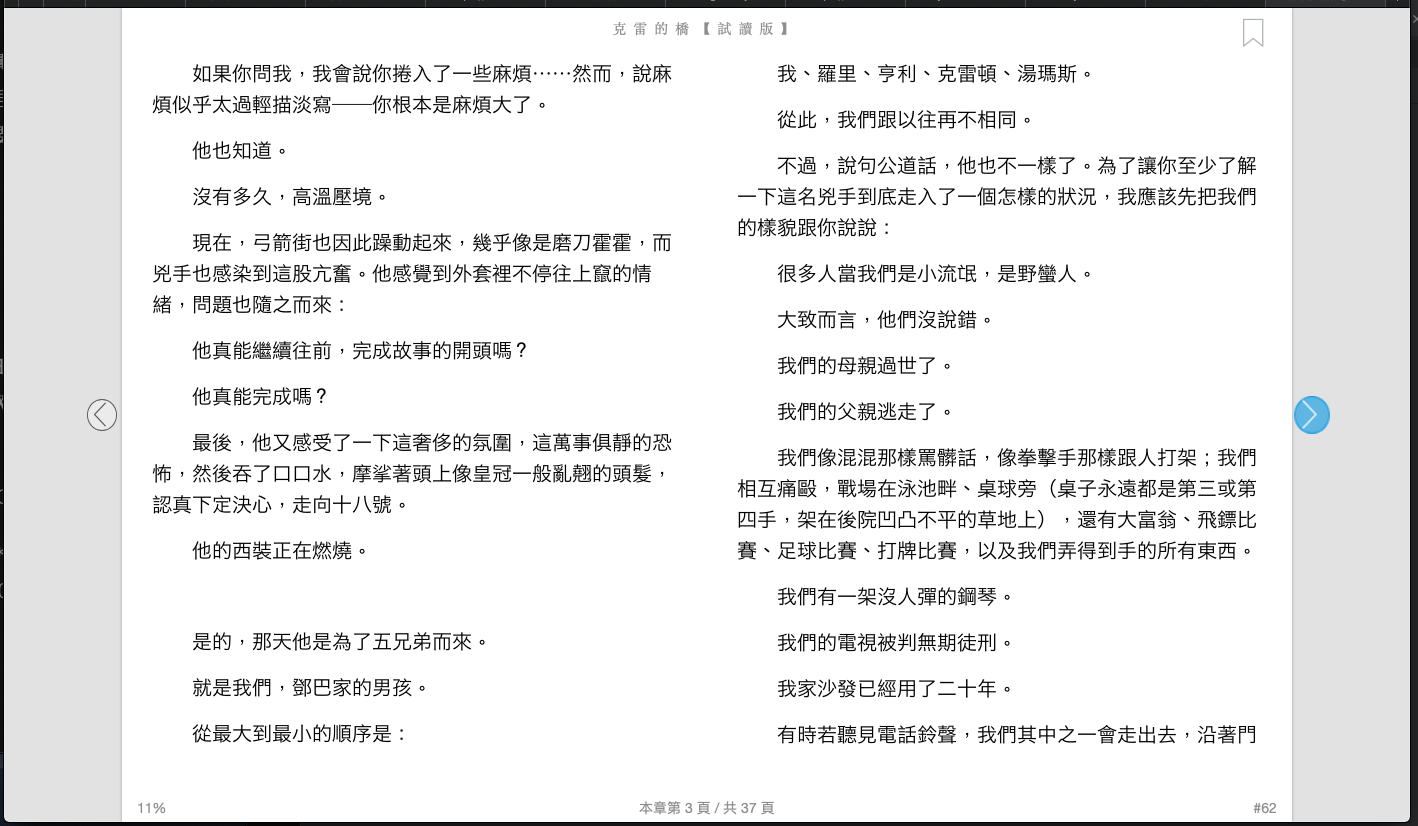 克雷的橋【試讀版】
如果你問我，我會說你捲入了一些麻煩⋯⋯然而，說麻
煩似乎太過輕描淡寫──你根本是麻煩大了。
他也知道。
沒有多久，高溫壓境。
現在，弓箭街也因此躁動起來，幾乎像是磨刀霍霍，而
兇手也感染到這股亢奮。他感覺到外套裡不停往上竄的情
緒，問題也隨之而來：
他真能繼續往前，完成故事的開頭嗎？
他真能完成嗎？
最後，他又感受了一下這奢侈的氛圍，這萬事俱靜的恐
怖，然後吞了口口水，摩挲著頭上像皇冠一般亂翹的頭髮，
認真下定決心，走向十八號。
他的西裝正在燃燒。
是的，那天他是為了五兄弟而來。
就是我們，鄧巴家的男孩。
從最大到最小的順序是：
我、羅里、亨利、克雷頓、湯瑪斯。
從此，我們跟以往再不相同。
不過，說句公道話，他也不一樣了。為了讓你至少了解
一下這名兇手到底走入了一個怎樣的狀況，我應該先把我們
的樣貌跟你說說：
很多人當我們是小流氓，是野蠻人。
大致而言，他們沒說錯。
我們的母親過世了。
我們的父親逃走了。
我們像混混那樣罵髒話，像拳擊手那樣跟人打架；我們
相互痛毆，戰場在泳池畔、桌球旁（桌子永遠都是第三或第
四手，架在後院凹凸不平的草地上），還有大富翁、飛鏢比
賽、足球比賽、打牌比賽，以及我們弄得到手的所有東西。
我們有一架沒人彈的鋼琴。
我們的電視被判無期徒刑。
我家沙發已經用了二十年。
有時若聽見電話鈴聲，我們其中之一會走出去，沿著門
11%
本章第 3 頁 / 共 37 頁
#62